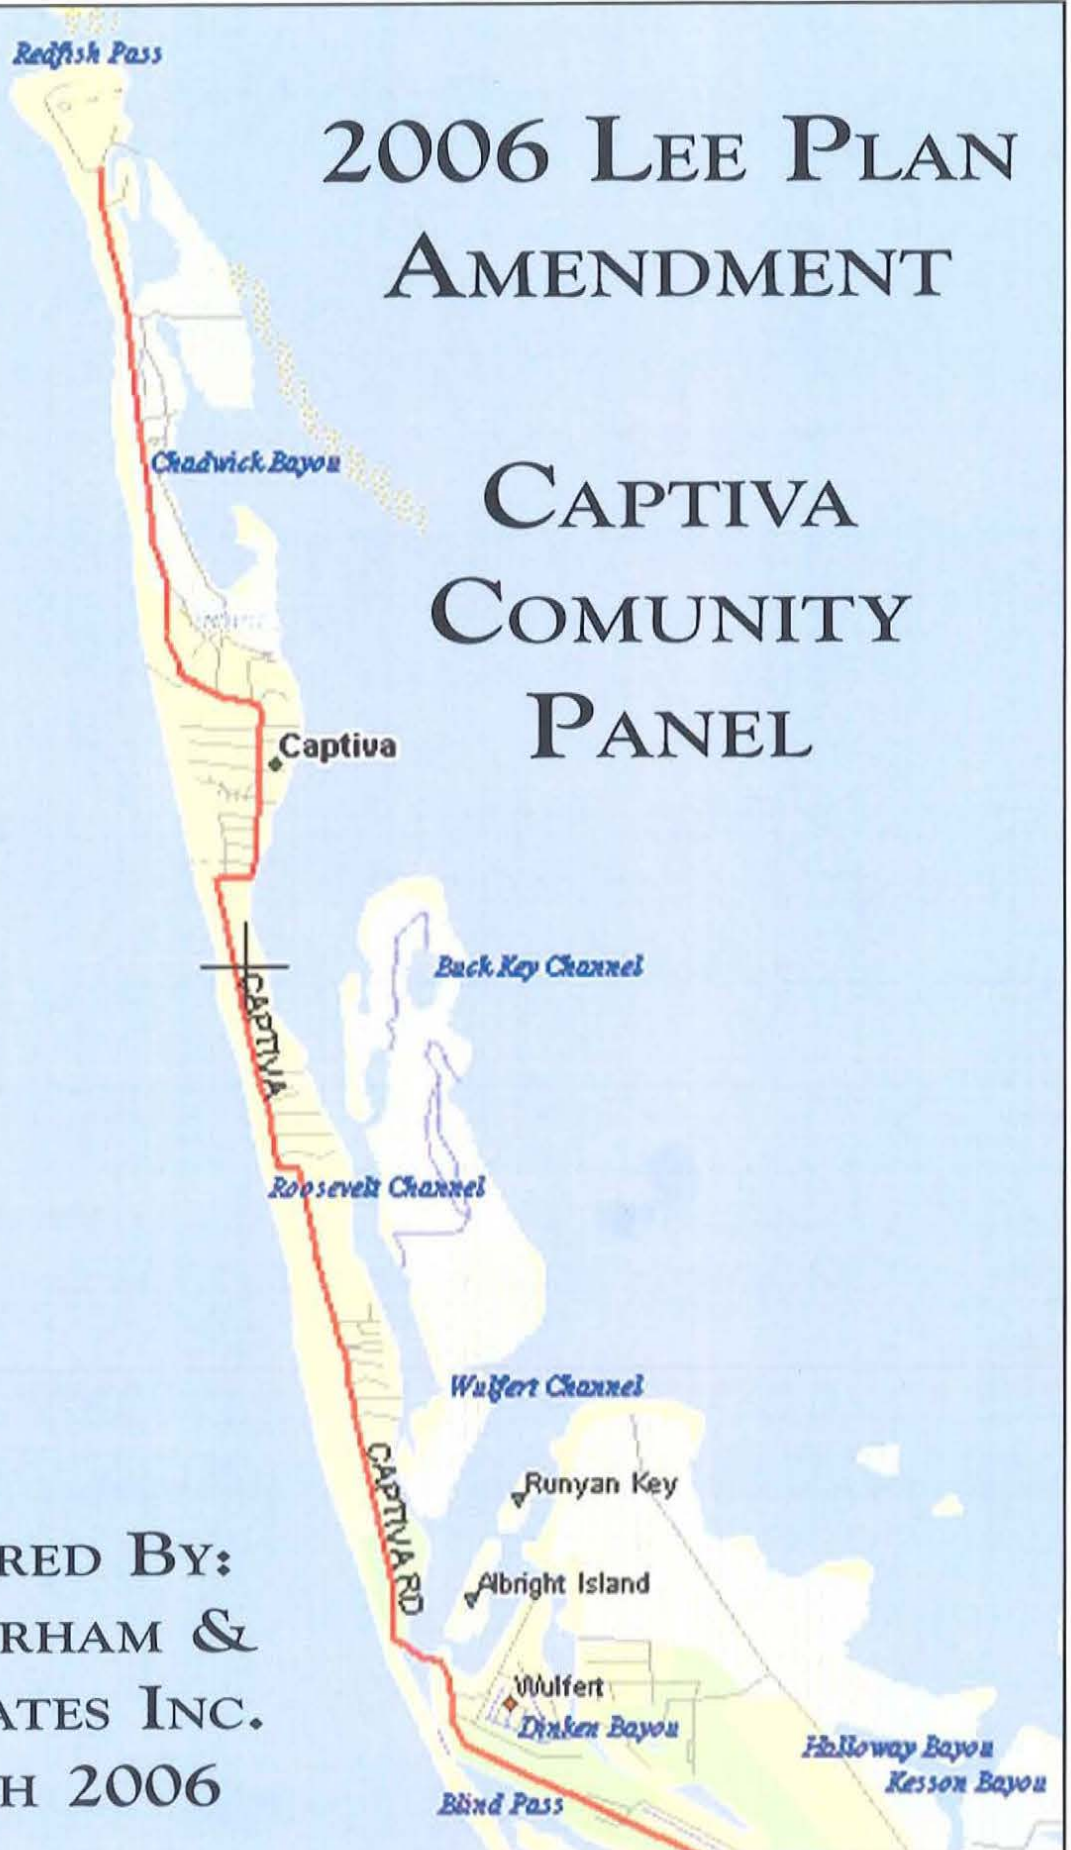 Redfish Pass
2006 LEE PLAN
AMENDMENT
Chadwick Bayou
CAPTIVA
COMUNITY
PANEL
Captiva
Buck Key Channel
CAPTIVA
Roosevelt Channel
Wulfert Channel
CAPTIVA RD
Runyan Key
Albright Island
RED BY:
RHAM &
ATES INC.
H 2006
Wulfert
Dinken Bayou
Holloway Bayou
Kesson Bayou
Blind Pass